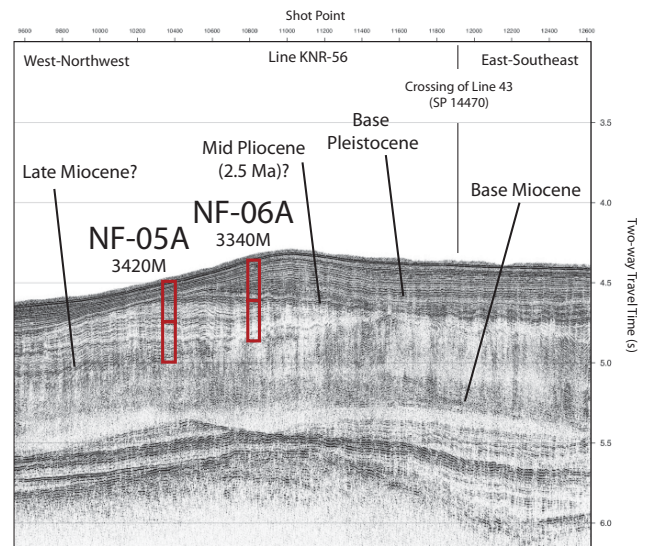 Shot Point
9600 9800 10000 10200 10400 10600 10800 11000 11200 11400 11600 11800 12000 12200 12400 12600
West-Northwest
Line KNR-56
East-Southeast
Crossing of Line 43
(SP 14470)
Base
Pleistocene
3.5
Mid Pliocene
(2.5 Ma)?
Late Miocene?
Base Miocene
4.0
NF-06A
3340M
NF-05A
3420M
Two-way Travel Time (s)
4.5
5.0
5.5
6.0